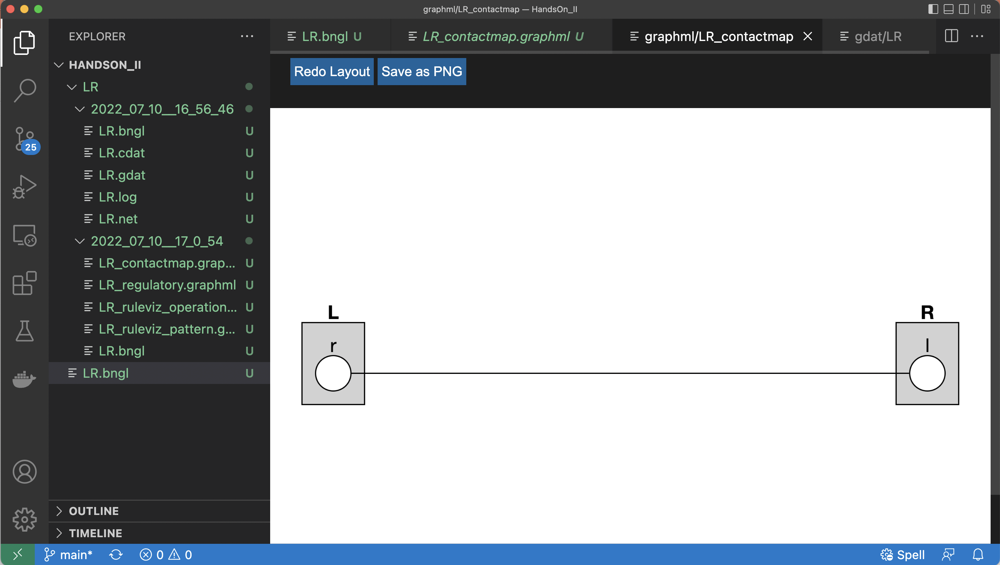 graphml/LR_contactmap — HandsOn_II
EXPLORER
HANDSON_II
LR
2022_07_10__16_56_46
LR.bngl U
LR.cdat U
LR.gdat U
LR.log U
LR.net U
2022_07_10__17_0_54
LR_contactmap.grap... U
LR_regulatory.graphml U
LR_ruleviz_operation... U
LR_ruleviz_pattern.g... U
LR.bngl U
LR.bngl U
OUTLINE
TIMELINE
25
LR.bngl U
LR_contactmap.graphml U
graphml/LR_contactmap
gdat/LR
Redo Layout
Save as PNG
L
r
R
l
main*
0
0
Spell